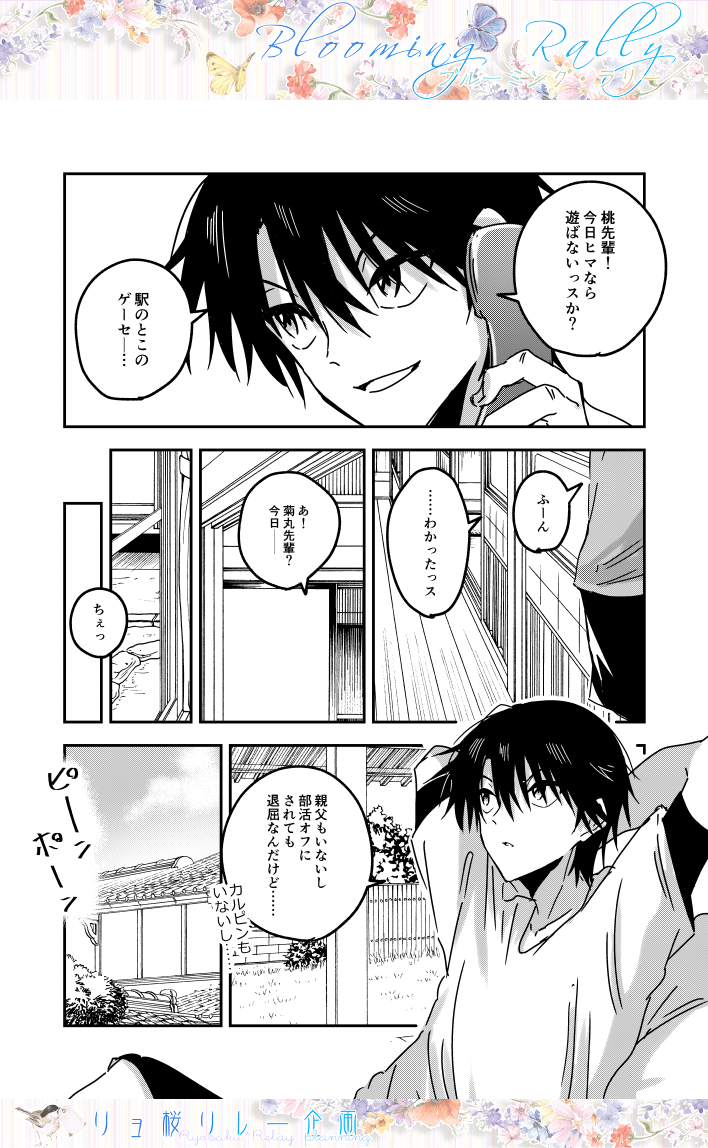 Blooming Rally
ブルーミング ラリー
桃先輩!
今日ヒマなら
遊ばないっスか?
駅のとこの
ゲーセ──…
ふーん
……わかったっス
あ!
菊丸先輩?
今日──
ちぇっ
親父もいないし
部活オフに
されても
退屈なんだけど……
カルピンも
いないし……
ピーン
ポーン
リョ桜リレー企画
Ryosaku Relay planning